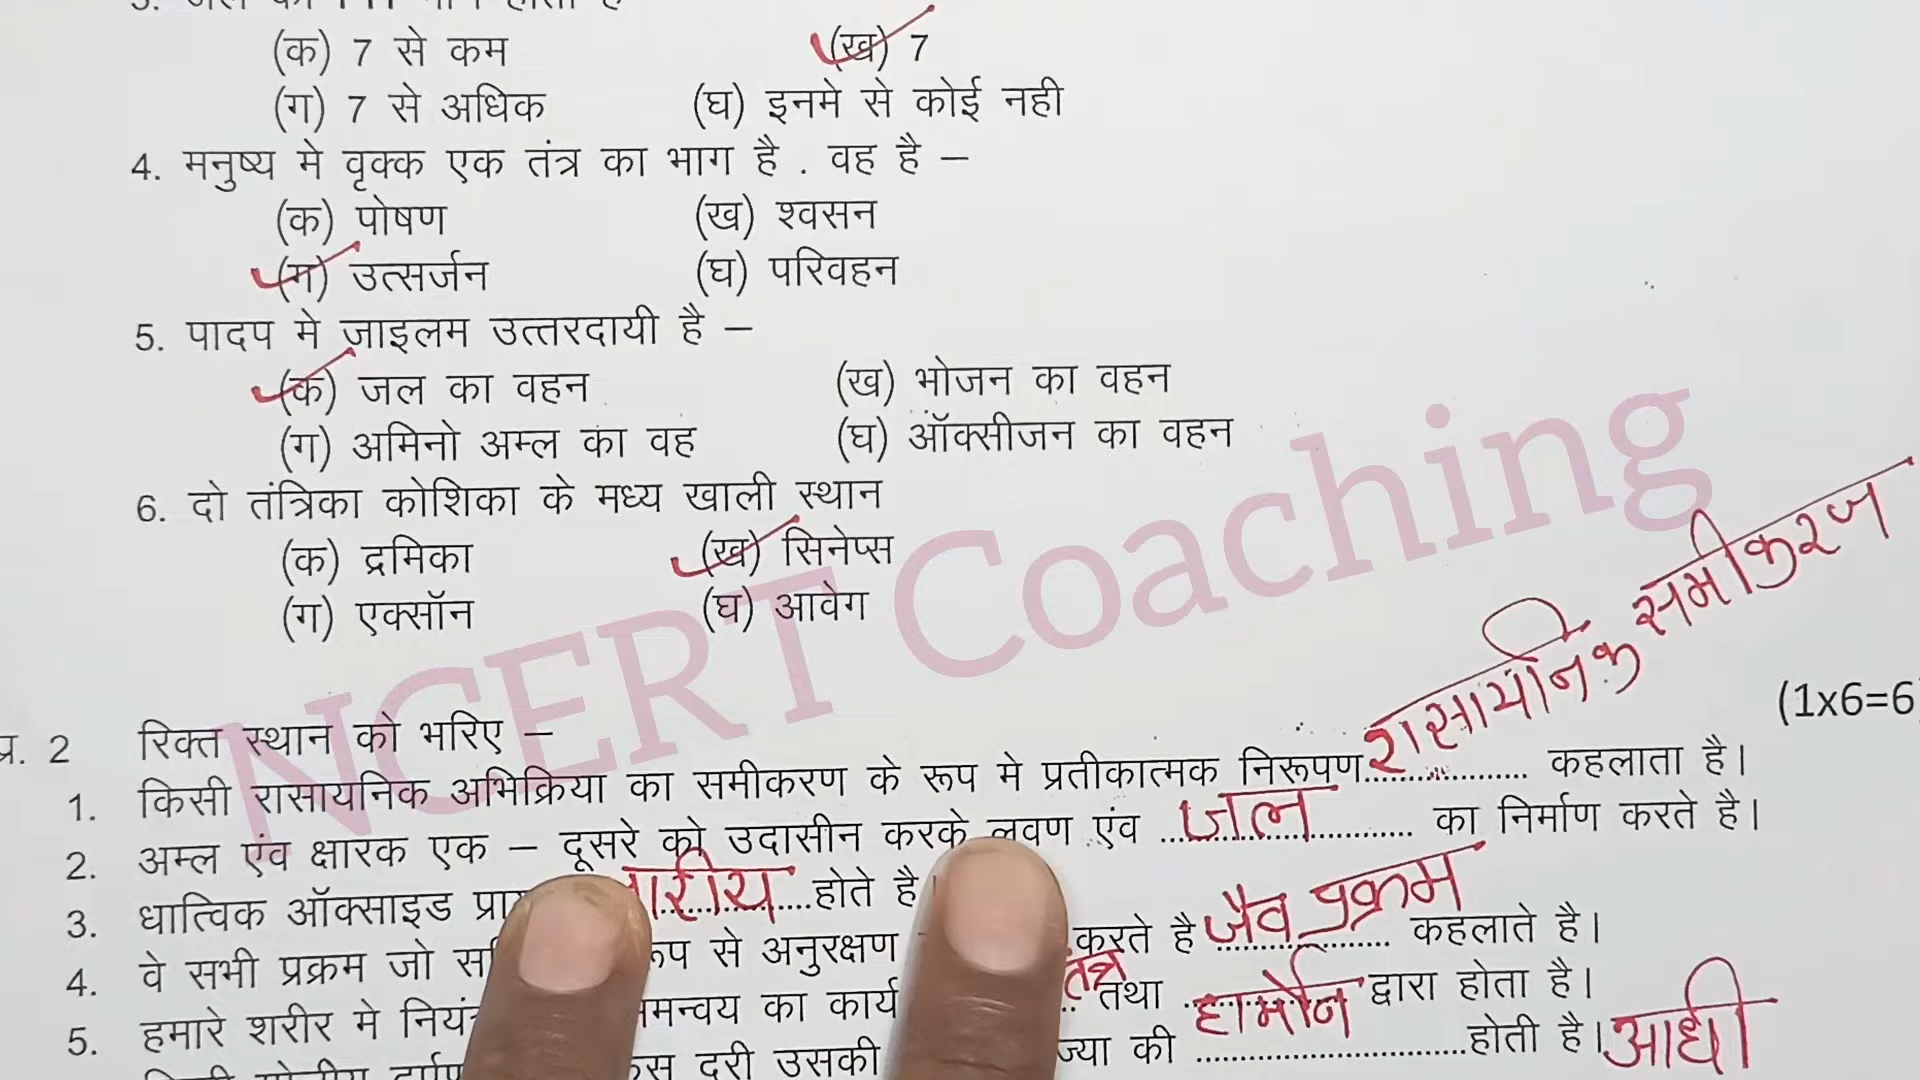 (क) 7 से कम (ख) 7
(ग) 7 से अधिक (घ) इनमे से कोई नही
4. मनुष्य मे वृक्क एक तंत्र का भाग है . वह है –
(क) पोषण (ख) श्वसन
(ग) उत्सर्जन (घ) परिवहन
5. पादप मे जाइलम उत्तरदायी है –
(क) जल का वहन (ख) भोजन का वहन
(ग) अमिनो अम्ल का वह (घ) ऑक्सीजन का वहन
6. दो तंत्रिका कोशिका के मध्य खाली स्थान
(क) द्रमिका (ख) सिनेप्स
(ग) एक्सॉन (घ) आवेग
NCERT Coaching
(1x6=6
प्र. 2 रिक्त स्थान को भरिए –
1. किसी रासायनिक अभिक्रिया का समीकरण के रूप मे प्रतीकात्मक निरूपण रासायनिक समीकरण कहलाता है।
2. अम्ल एंव क्षारक एक – दूसरे को उदासीन करके लवण एंव जल का निर्माण करते है।
3. धात्विक ऑक्साइड होते है।
4. वे सभी प्रक्रम जो रूप से अनुरक्षण करते है जैव प्रक्रम कहलाते है।
5. हमारे शरीर मे का कार्य तंत्र तथा हार्मोन द्वारा होता है।
दूरी उसकी की होती है। आधी